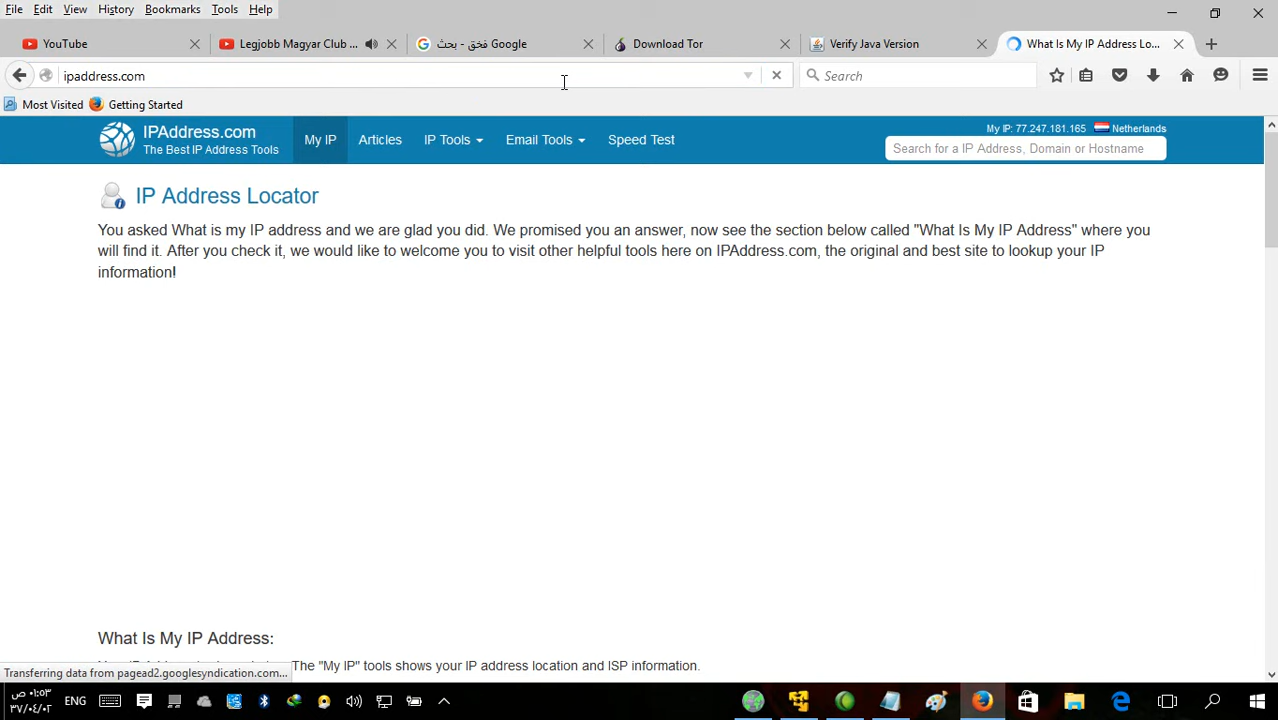 File Edit View History Bookmarks Tools Help
YouTube Legjobb Magyar Club ... فخق - بحث Google Download Tor Verify Java Version What Is My IP Address Lo...
ipaddress.com Search
Most Visited Getting Started
IPAddress.com
The Best IP Address Tools
My IP Articles IP Tools Email Tools Speed Test
My IP: 77.247.181.165 Netherlands
Search for a IP Address, Domain or Hostname
IP Address Locator
You asked What is my IP address and we are glad you did. We promised you an answer, now see the section below called "What Is My IP Address" where you
will find it. After you check it, we would like to welcome you to visit other helpful tools here on IPAddress.com, the original and best site to lookup your IP
information!
What Is My IP Address:
The "My IP" tools shows your IP address location and ISP information.
Transferring data from pagead2.googlesyndication.com...
ENG
٠١:٥٣ ص
٣٧/٠٤/٠٢